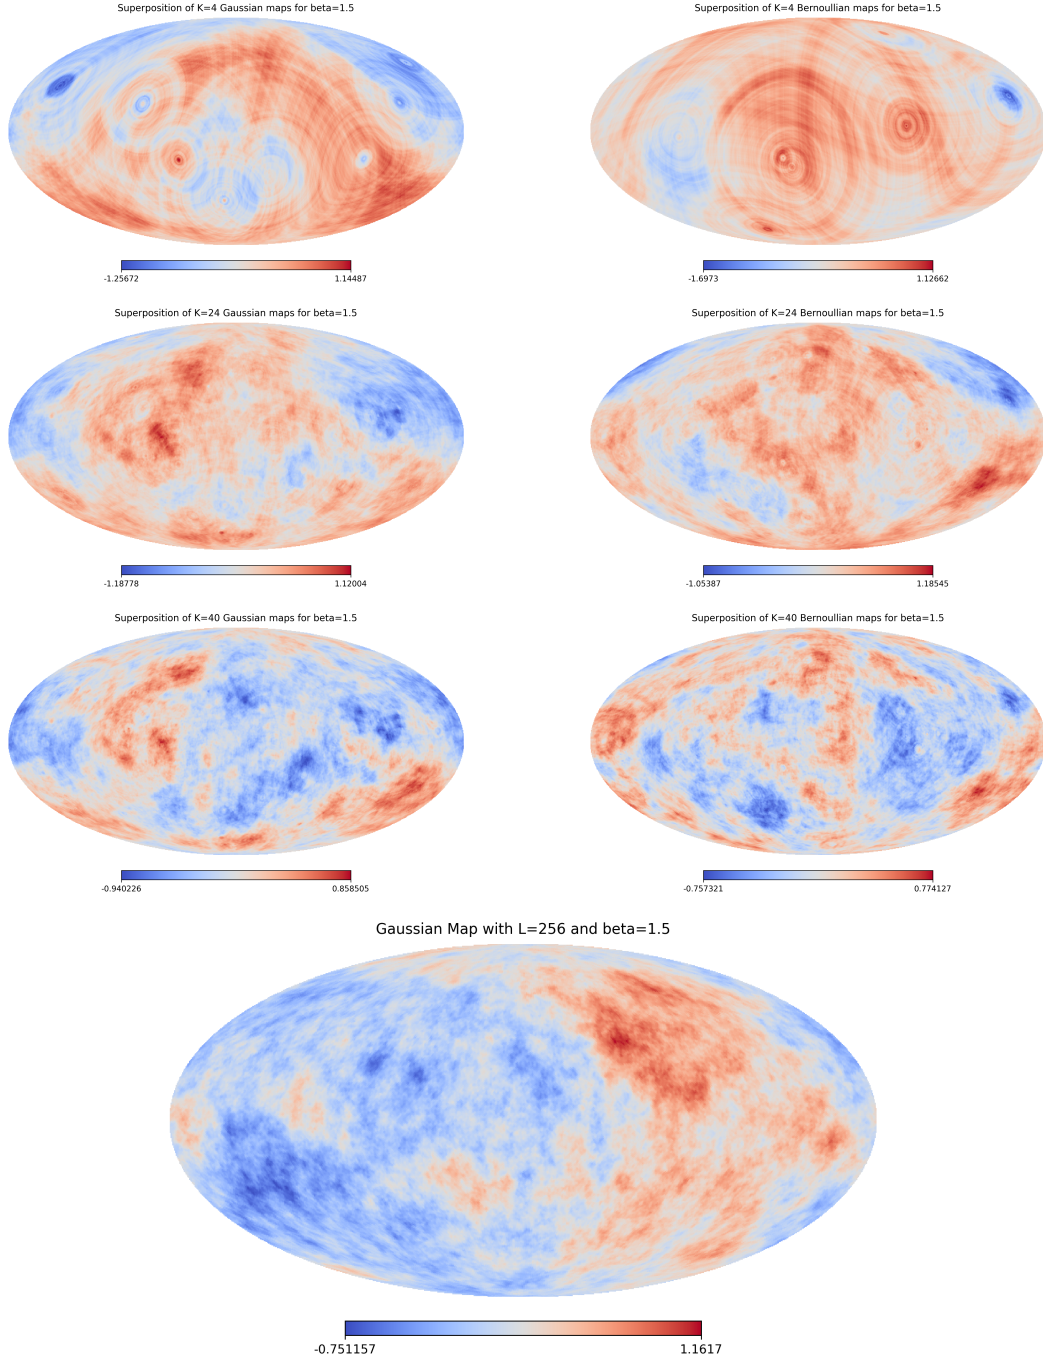 Superposition of K=4 Gaussian maps for beta=1.5
Superposition of K=4 Bernoullian maps for beta=1.5
-1.25672 1.14487
-1.6973 1.12662
Superposition of K=24 Gaussian maps for beta=1.5
Superposition of K=24 Bernoullian maps for beta=1.5
-1.18778 1.12004
-1.05387 1.18545
Superposition of K=40 Gaussian maps for beta=1.5
Superposition of K=40 Bernoullian maps for beta=1.5
-0.940226 0.858505
-0.757321 0.774127
Gaussian Map with L=256 and beta=1.5
-0.751157 1.1617